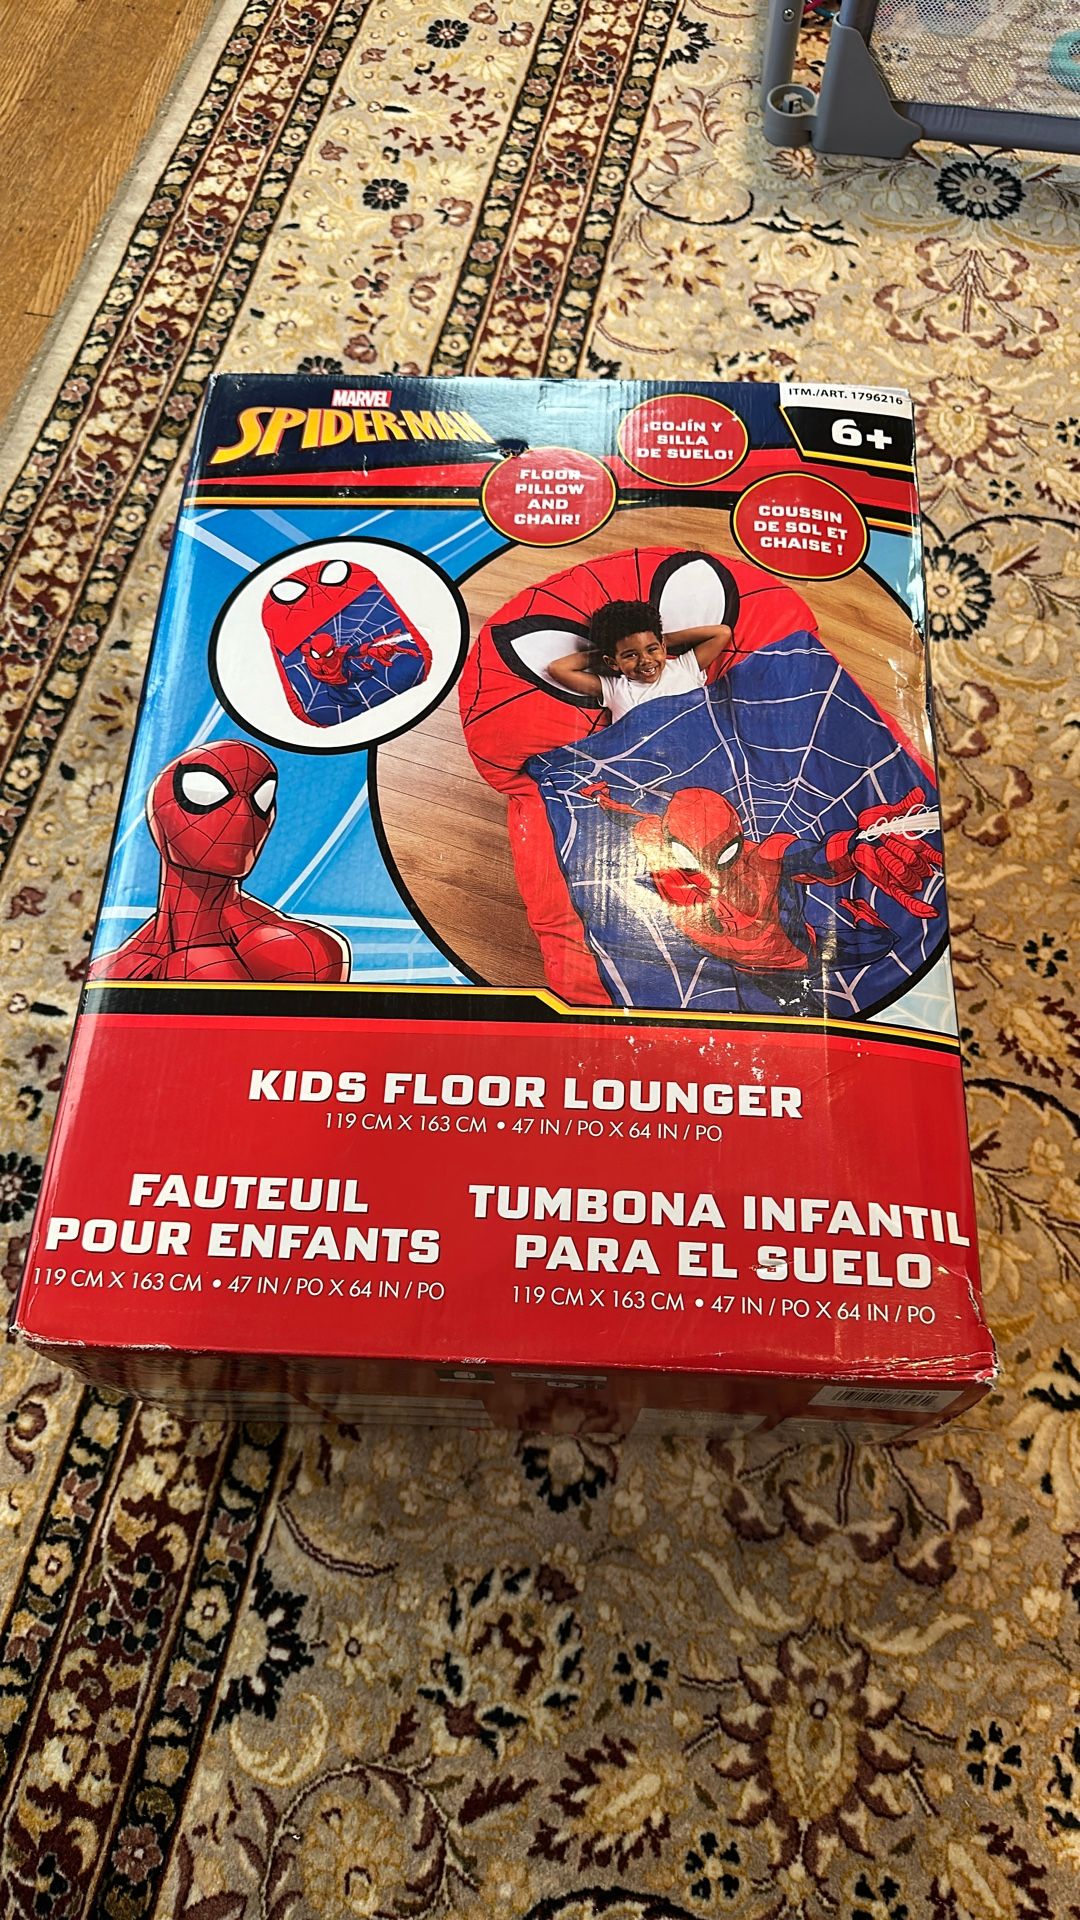 MARVEL
SPIDER-MAN
ITM./ART. 1796216
6+
¡COJÍN Y
SILLA
DE SUELO!
FLOOR
PILLOW
AND
CHAIR!
COUSSIN
DE SOL ET
CHAISE !
KIDS FLOOR LOUNGER
119 CM X 163 CM • 47 IN / PO X 64 IN / PO
FAUTEUIL
POUR ENFANTS
119 CM X 163 CM • 47 IN / PO X 64 IN / PO
TUMBONA INFANTIL
PARA EL SUELO
119 CM X 163 CM • 47 IN / PO X 64 IN / PO